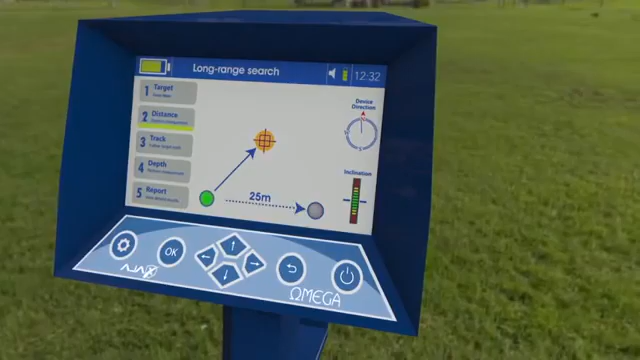 Long-range search
12:32
1 Target
2 Distance
3 Track
4 Depth
5 Report
Device
Direction
25m
Inclination
OK
AJAX
ΩMEGA